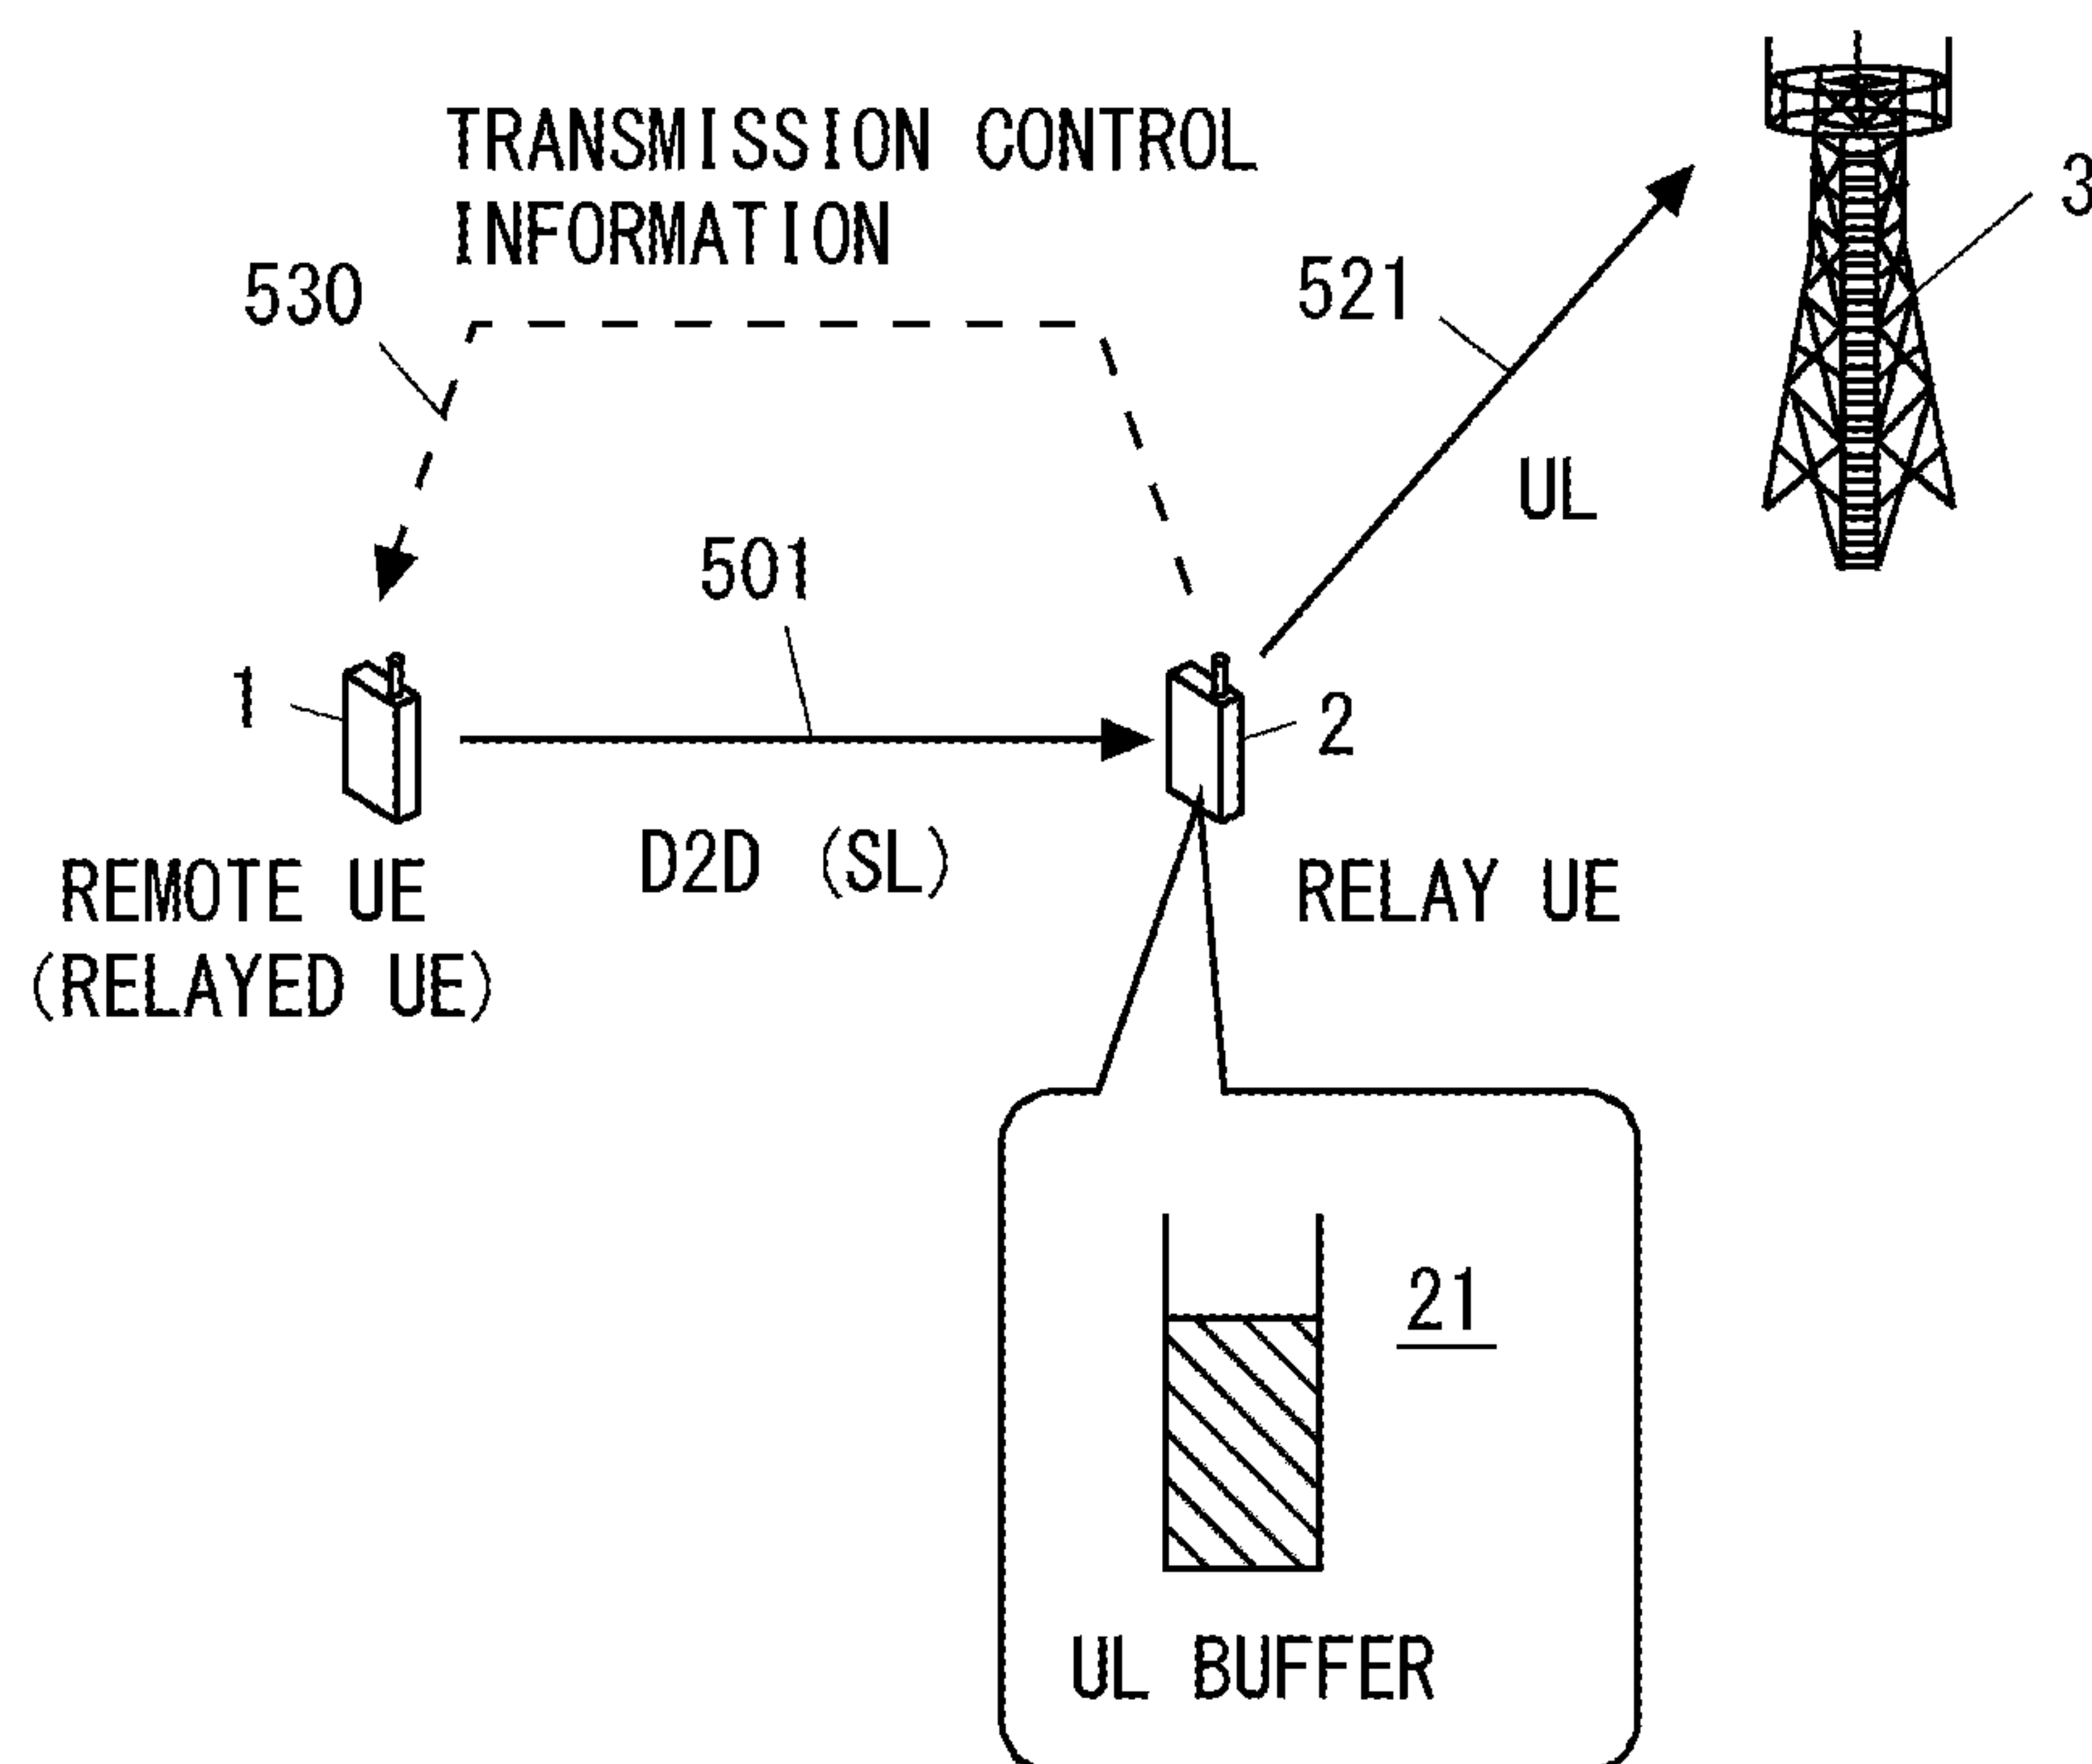 TRANSMISSION CONTROL
INFORMATION
530
521
3
501
UL
1
2
D2D (SL)
REMOTE UE
(RELAYED UE)
RELAY UE
21
UL BUFFER